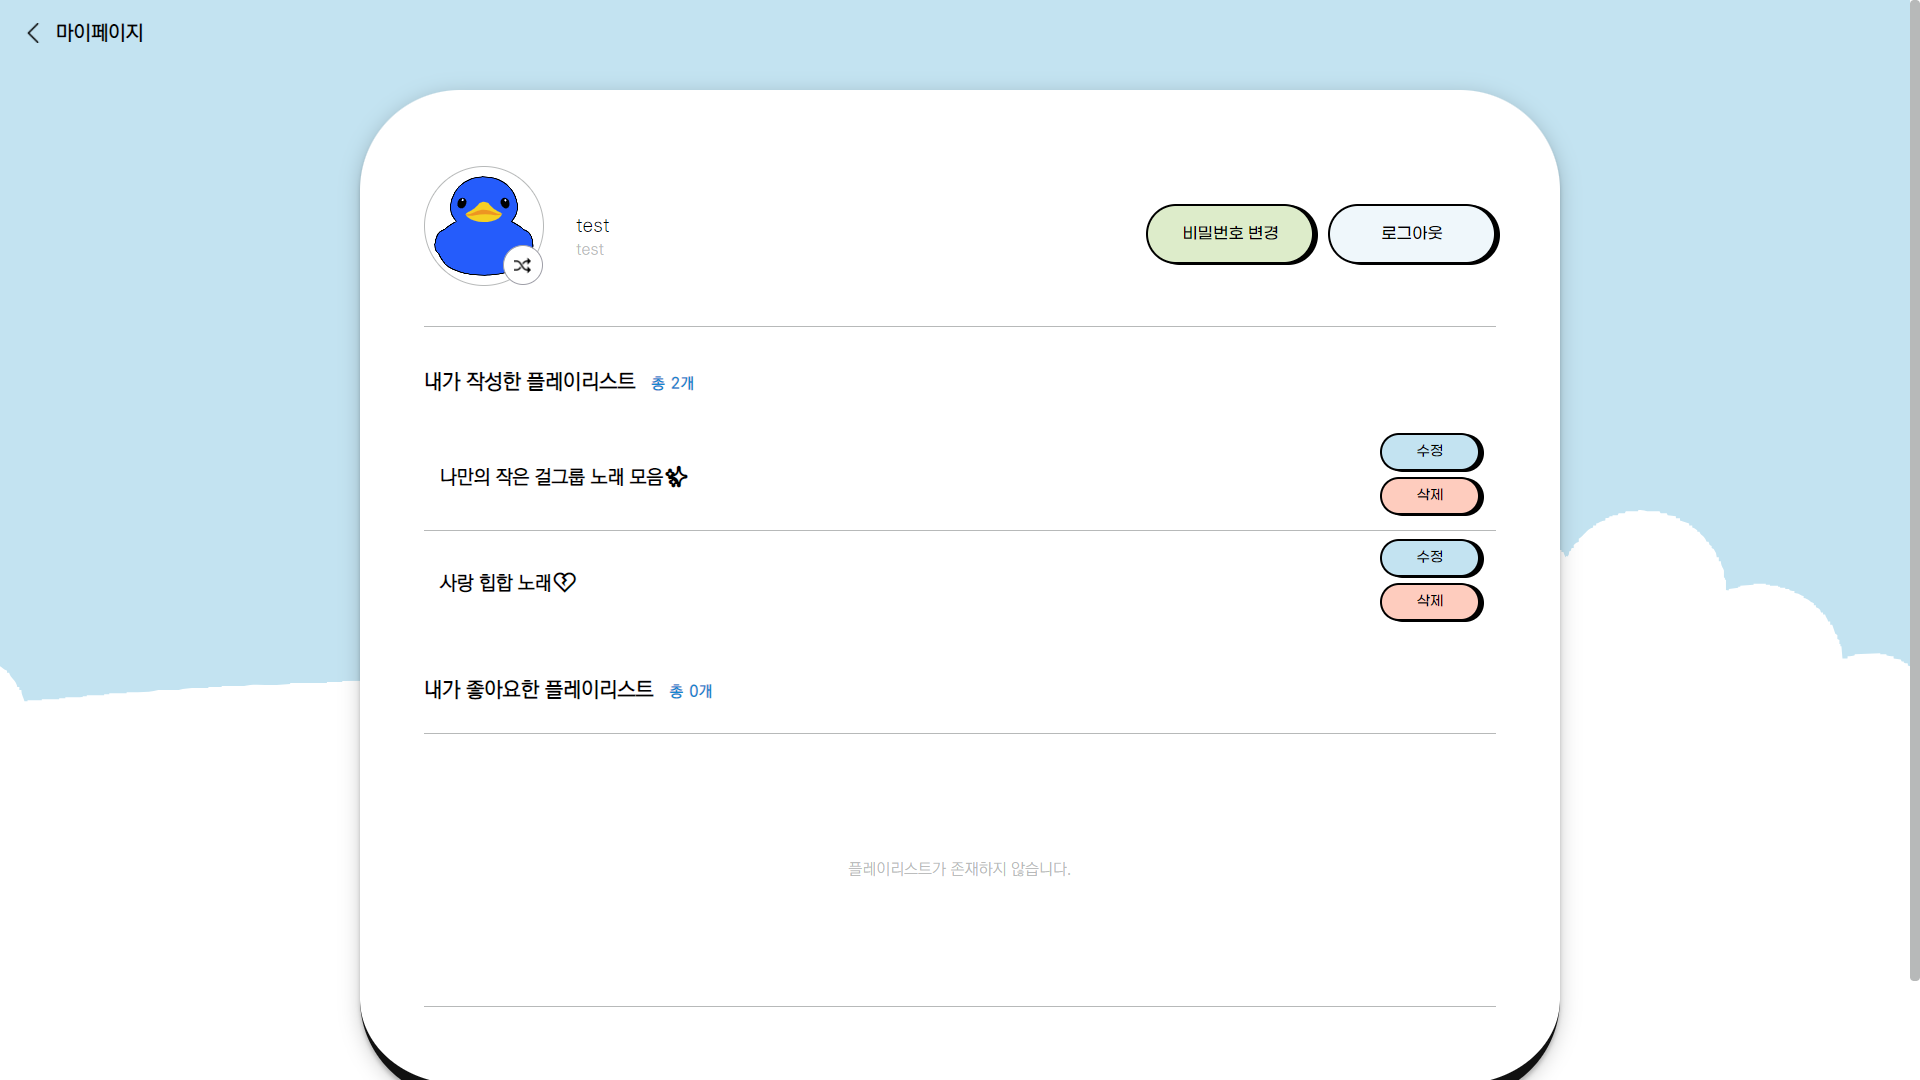 마이페이지
test
test
비밀번호 변경
로그아웃
내가 작성한 플레이리스트 총 2개
나만의 작은 걸그룹 노래 모음✨
수정
삭제
사랑 힙합 노래💔
수정
삭제
내가 좋아요한 플레이리스트 총 0개
플레이리스트가 존재하지 않습니다.